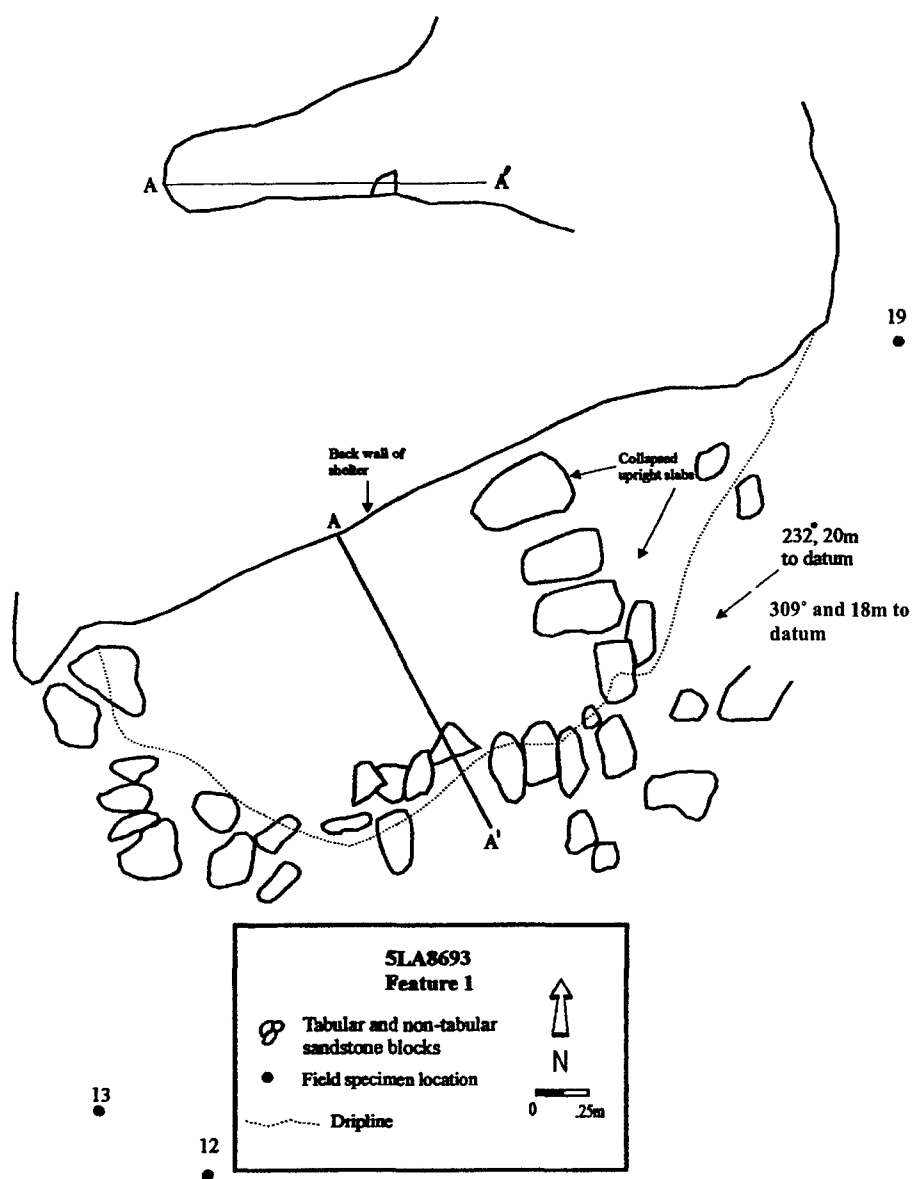 A
A'
19
Back wall of
shelter
A
Collapsed
upright slabs
232°, 20m
to datum
309° and 18m to
datum
A'
5LA8693
Feature 1
Tabular and non-tabular
sandstone blocks
Field specimen location
Dripline
N
0 .25m
13
12